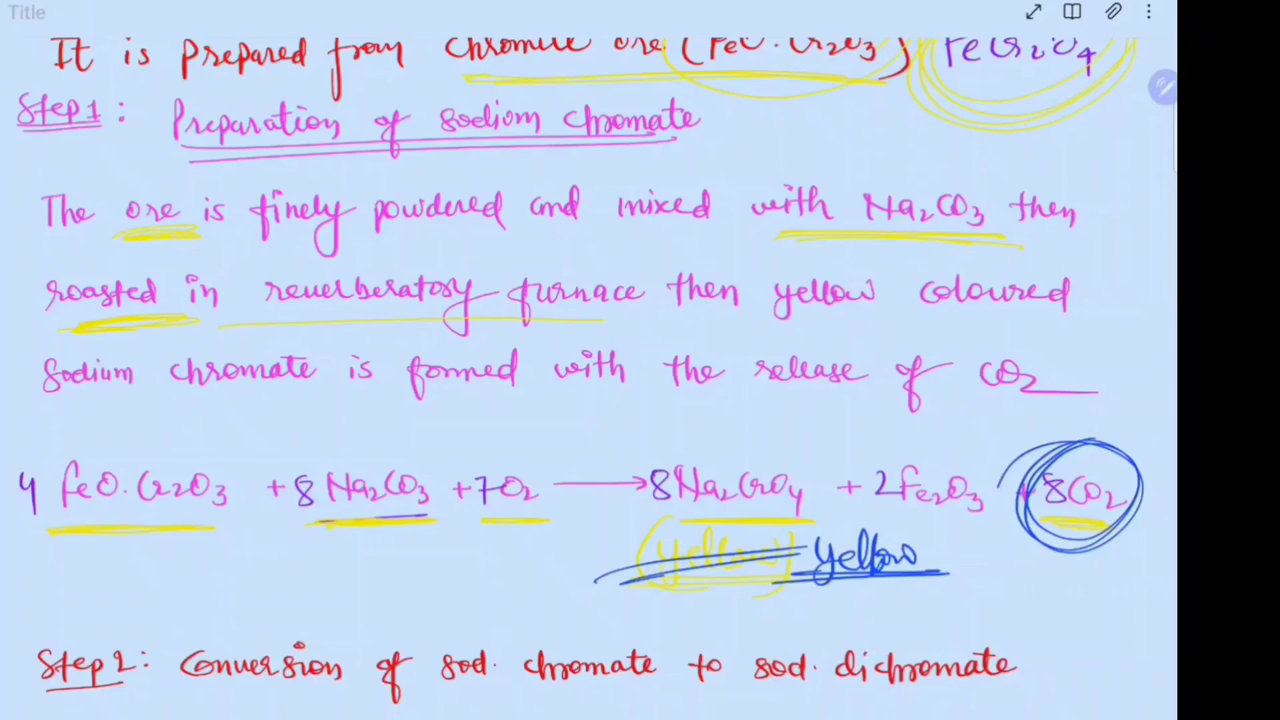 Title
It is prepared from chromite ore (FeO.Cr2O3) FeCr2O4
Step 1: Preparation of sodium chromate
The ore is finely powdered and mixed with Na2CO3 then
roasted in reverberatory furnace then yellow coloured
sodium chromate is formed with the release of CO2
4 FeO.Cr2O3 + 8 Na2CO3 + 7O2 → 8Na2CrO4 + 2Fe2O3 + 8CO2
(yellow) yellow
Step 2: Conversion of sod. chromate to sod. dichromate